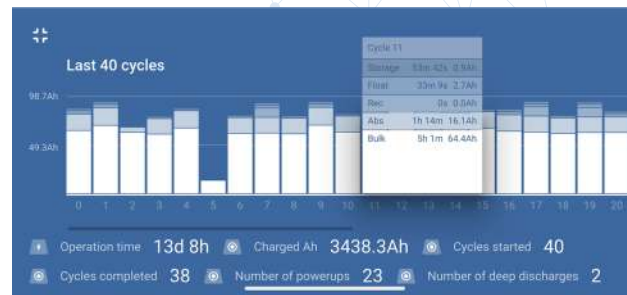 Cycle 11
Last 40 cycles
Storage 53m 42s 0.9Ah
Float 33m 9s 2.7Ah
98.7Ah
Rec 0s 0.0Ah
Abs 1h 14m 16.1Ah
Bulk 5h 1m 64.4Ah
49.3Ah
0 1 2 3 4 5 6 7 8 9 10 11 12 13 14 15 16 17 18 19 20
Operation time 13d 8h Charged Ah 3438.3Ah Cycles started 40
Cycles completed 38 Number of powerups 23 Number of deep discharges 2